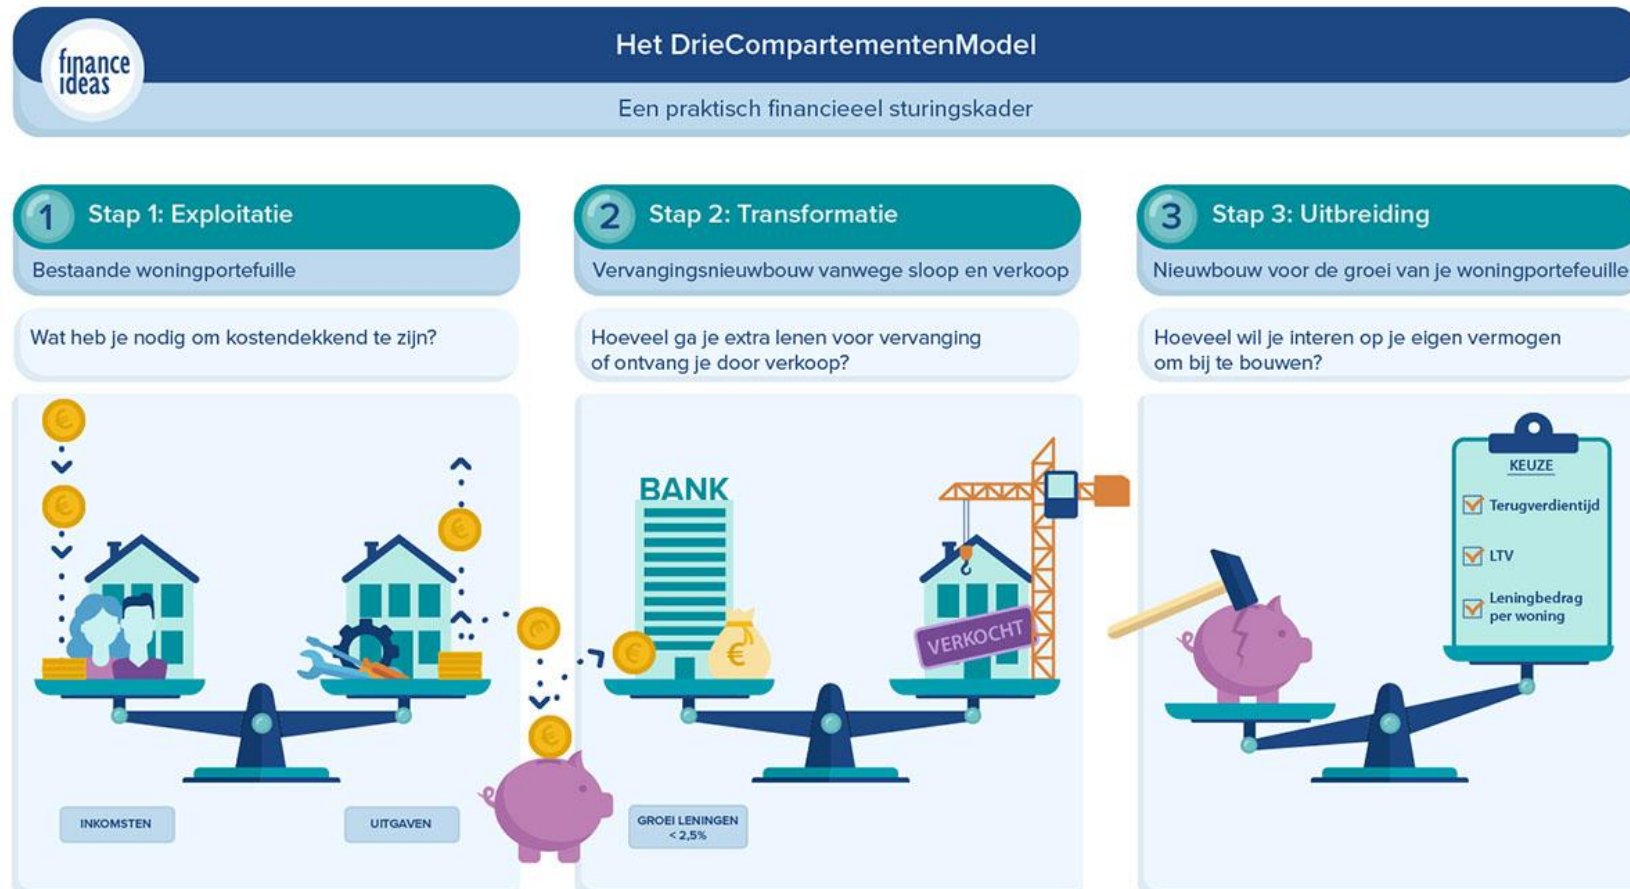 finance
ideas
Het DrieCompartementenModel
Een praktisch financieeel sturingskader
1
Stap 1: Exploitatie
Bestaande woningportefuille
Wat heb je nodig om kostendekkend te zijn?
INKOMSTEN
UITGAVEN
2
Stap 2: Transformatie
Vervangingsnieuwbouw vanwege sloop en verkoop
Hoeveel ga je extra lenen voor vervanging
of ontvang je door verkoop?
BANK
€
VERKOCHT
GROEI LENINGEN
< 2,5%
3
Stap 3: Uitbreiding
Nieuwbouw voor de groei van je woningportefeuille
Hoeveel wil je interen op je eigen vermogen
om bij te bouwen?
KEUZE
Terugverdientijd
LTV
Leningbedrag
per woning